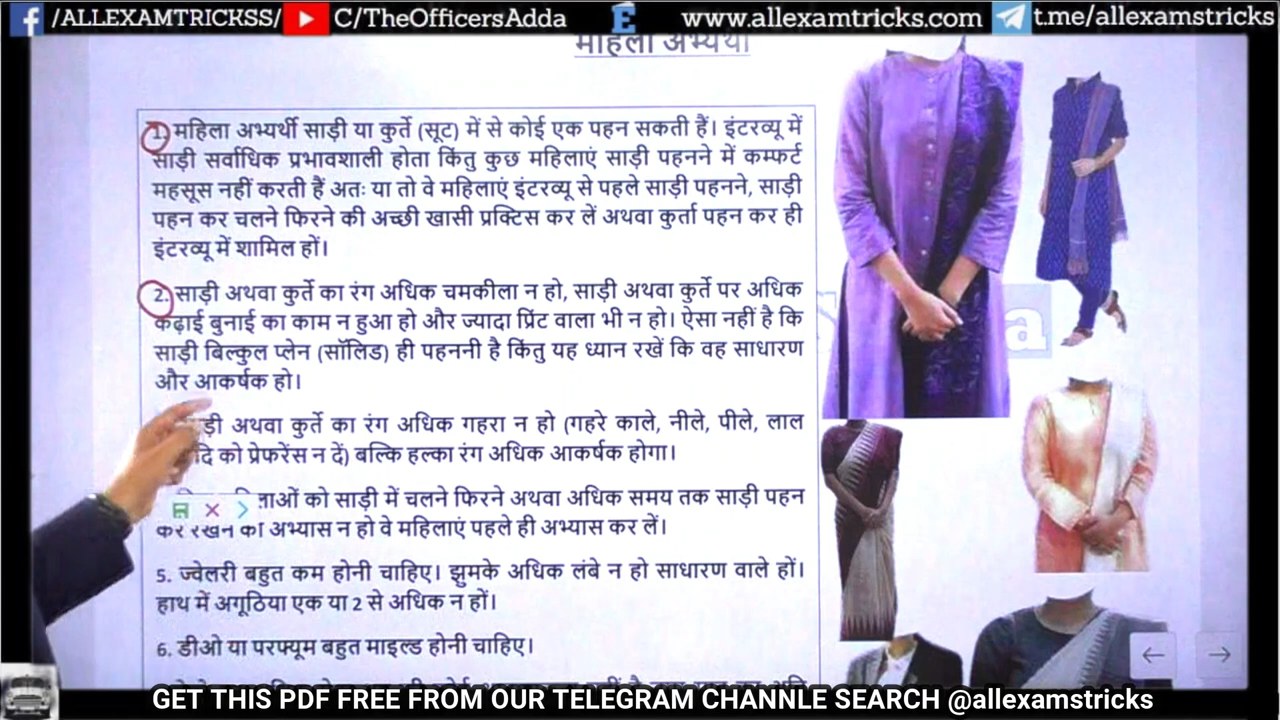 /ALLEXAMTRICKSS/ C/TheOfficersAdda www.allexamtricks.com t.me/allexamstricks
महिला अभ्यर्थी
1. महिला अभ्यर्थी साड़ी या कुर्ते (सूट) में से कोई एक पहन सकती हैं। इंटरव्यू में
साड़ी सर्वाधिक प्रभावशाली होता किंतु कुछ महिलाएं साड़ी पहनने में कम्फर्ट
महसूस नहीं करती हैं अतः या तो वे महिलाएं इंटरव्यू से पहले साड़ी पहनने, साड़ी
पहन कर चलने फिरने की अच्छी खासी प्रक्टिस कर लें अथवा कुर्ता पहन कर ही
इंटरव्यू में शामिल हों।
2. साड़ी अथवा कुर्ते का रंग अधिक चमकीला न हो, साड़ी अथवा कुर्ते पर अधिक
कढ़ाई बुनाई का काम न हुआ हो और ज्यादा प्रिंट वाला भी न हो। ऐसा नहीं है कि
साड़ी बिल्कुल प्लेन (सॉलिड) ही पहननी है किंतु यह ध्यान रखें कि वह साधारण
और आकर्षक हो।
अथवा कुर्ते का रंग अधिक गहरा न हो (गहरे काले, नीले, पीले, लाल
को प्रेफरेंस न दें) बल्कि हल्का रंग अधिक आकर्षक होगा।
को साड़ी में चलने फिरने अथवा अधिक समय तक साड़ी पहन
कर रखने का अभ्यास न हो वे महिलाएं पहले ही अभ्यास कर लें।
5. ज्वेलरी बहुत कम होनी चाहिए। झुमके अधिक लंबे न हो साधारण वाले हों।
हाथ में अगूठिया एक या 2 से अधिक न हों।
6. डीओ या परफ्यूम बहुत माइल्ड होनी चाहिए।
GET THIS PDF FREE FROM OUR TELEGRAM CHANNLE SEARCH @allexamstricks